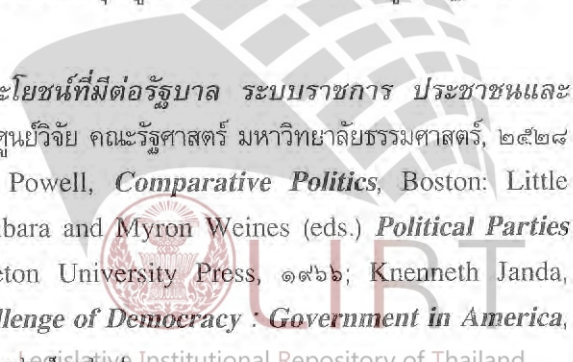 ะโยชน์ที่มีต่อรัฐบาล ระบบราชการ ประชาชนและ
ศูนย์วิจัย คณะรัฐศาสตร์ มหาวิทยาลัยธรรมศาสตร์, ๒๕๒๘
Powell, Comparative Politics, Boston: Little
bara and Myron Weines (eds.) Political Parties
eton University Press, ๑๙๖๖; Knenneth Janda,
llenge of Democracy : Government in America,
LIRT
Legislative Institutional Repository of Thailand